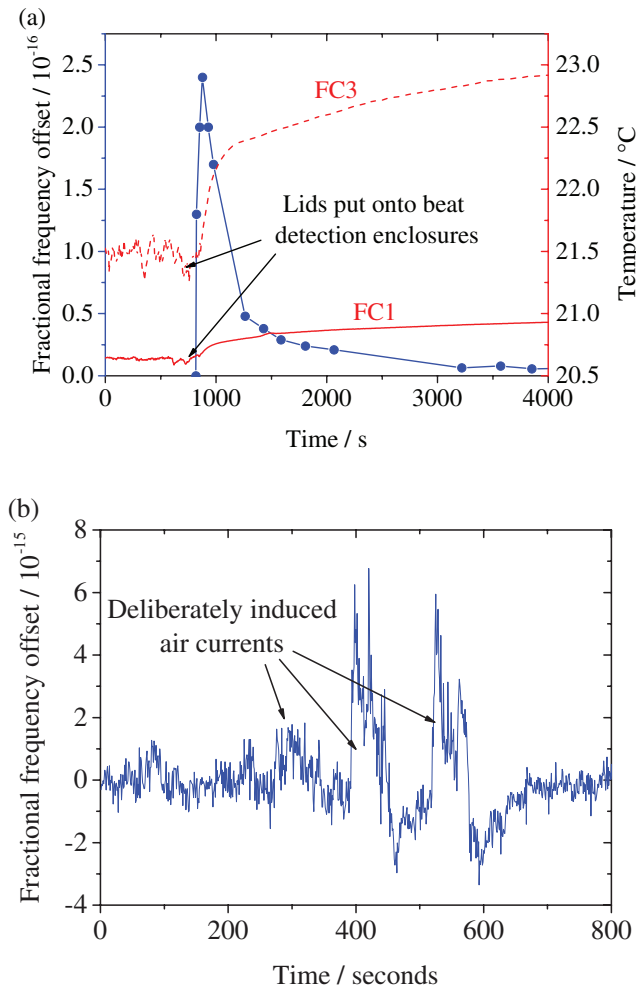 (a)
Fractional frequency offset / 10⁻¹⁶
2.5
2.0
1.5
1.0
0.5
0.0
FC3
Lids put onto beat
detection enclosures
FC1
23.0
22.5
22.0
21.5
21.0
20.5
Temperature / °C
0 1000 2000 3000 4000
Time / s
(b)
Fractional frequency offset / 10⁻¹⁵
8
6
4
2
0
-2
-4
Deliberately induced
air currents
0 200 400 600 800
Time / seconds